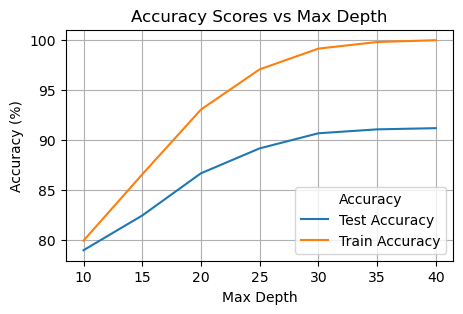 Accuracy Scores vs Max Depth
Accuracy (%)
100
95
90
85
80
Accuracy
Test Accuracy
Train Accuracy
10 15 20 25 30 35 40
Max Depth